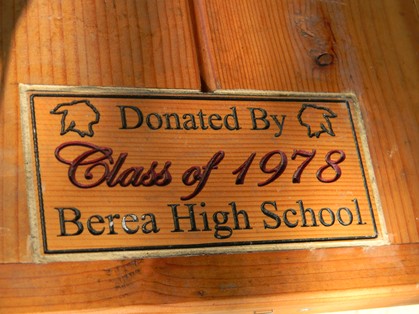 Donated By
Class of 1978
Berea High School